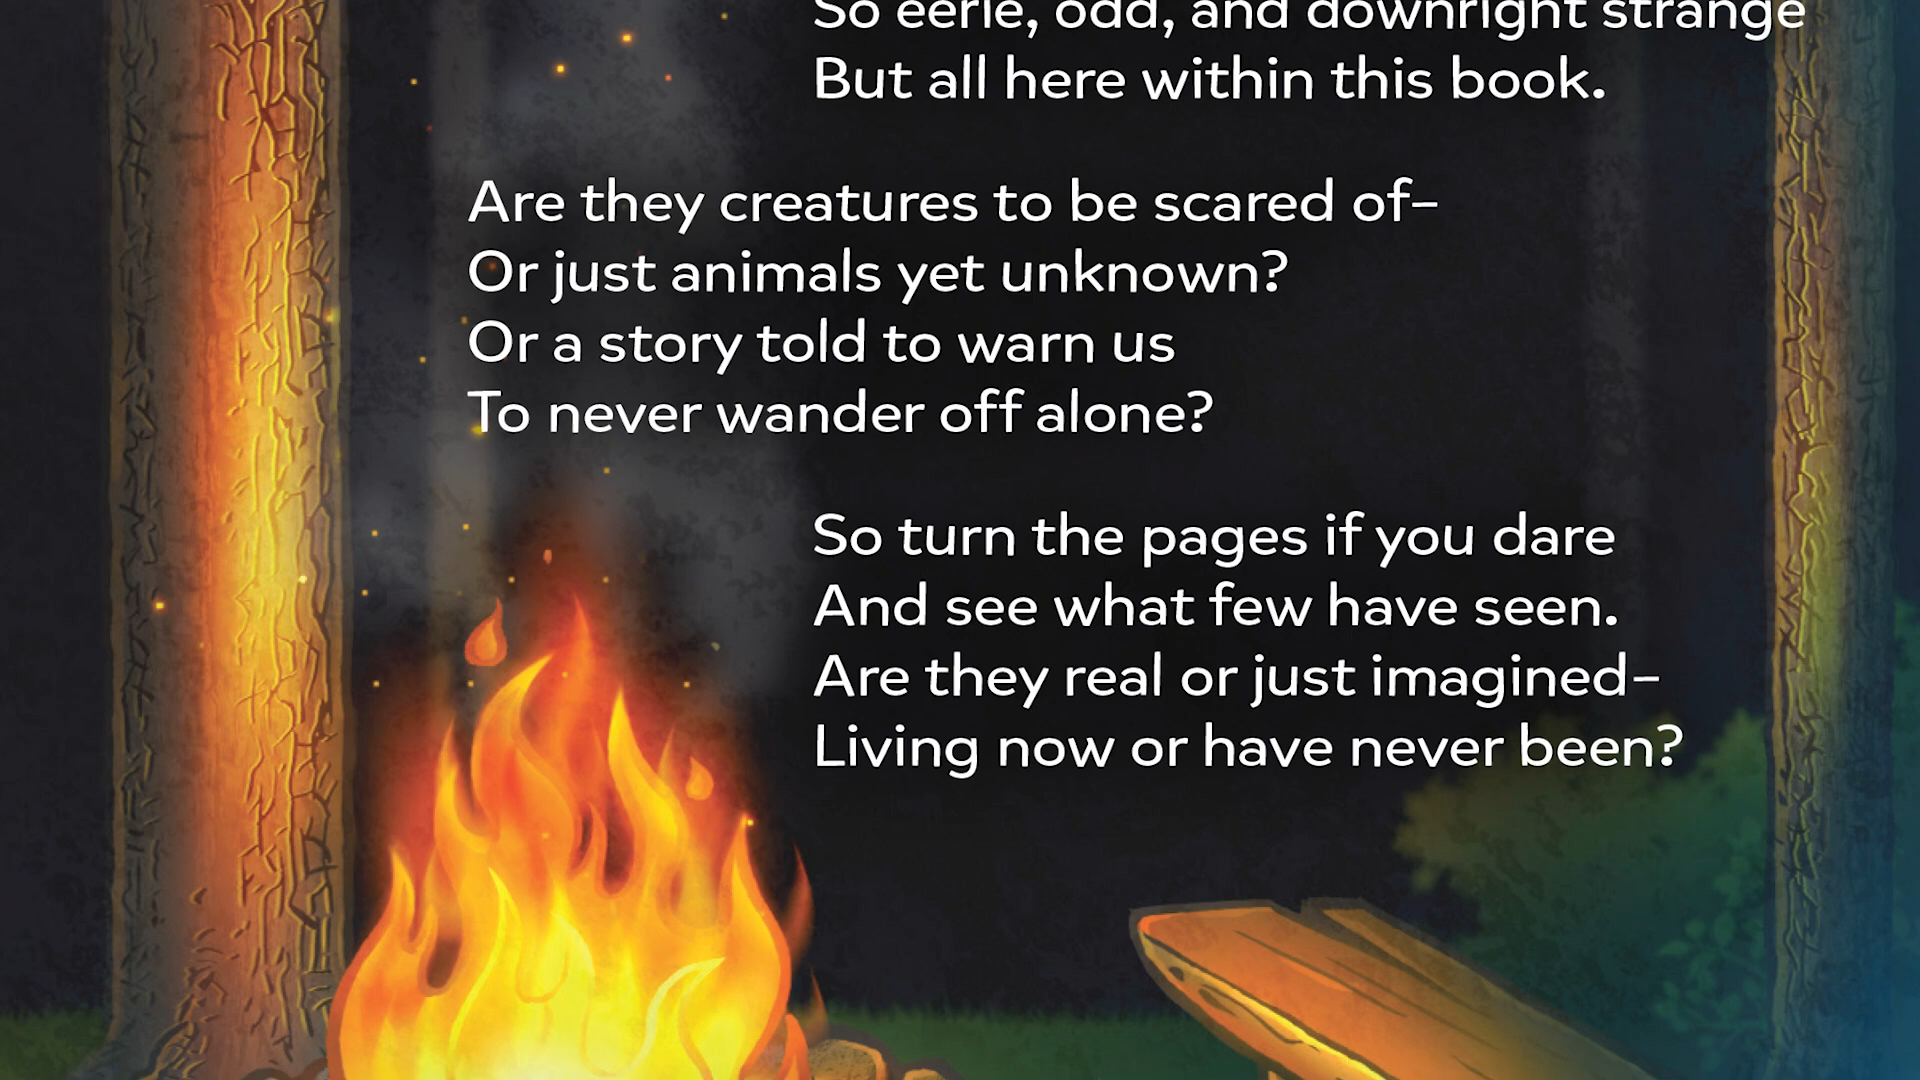 So eerie, odd, and downright strange
But all here within this book.
Are they creatures to be scared of–
Or just animals yet unknown?
Or a story told to warn us
To never wander off alone?
So turn the pages if you dare
And see what few have seen.
Are they real or just imagined–
Living now or have never been?